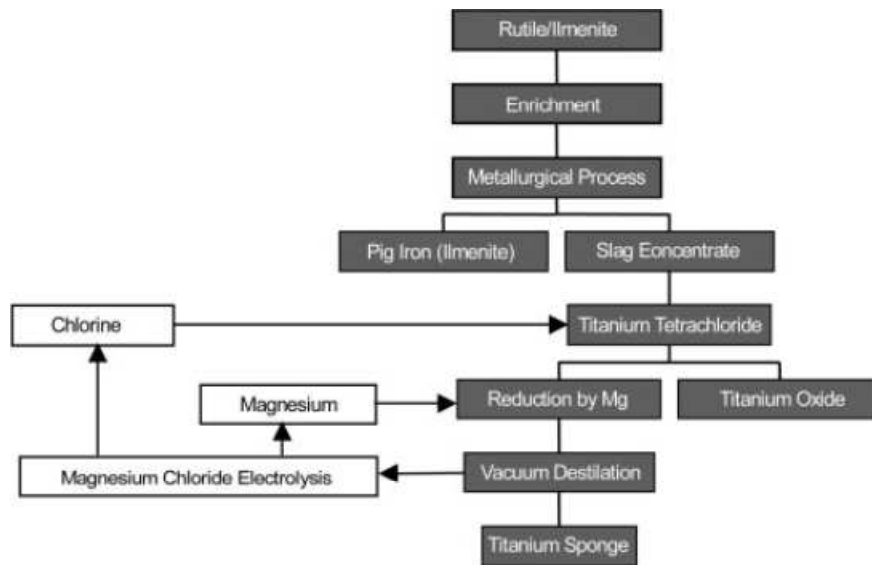 Rutile/Ilmenite
Enrichment
Metallurgical Process
Pig Iron (Ilmenite)
Slag Eoncentrate
Chlorine
Titanium Tetrachloride
Magnesium
Reduction by Mg
Titanium Oxide
Magnesium Chloride Electrolysis
Vacuum Destilation
Titanium Sponge